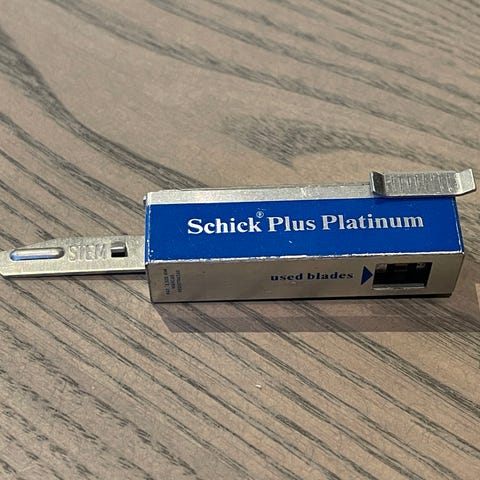 Schick® Plus Platinum
used blades
STEM